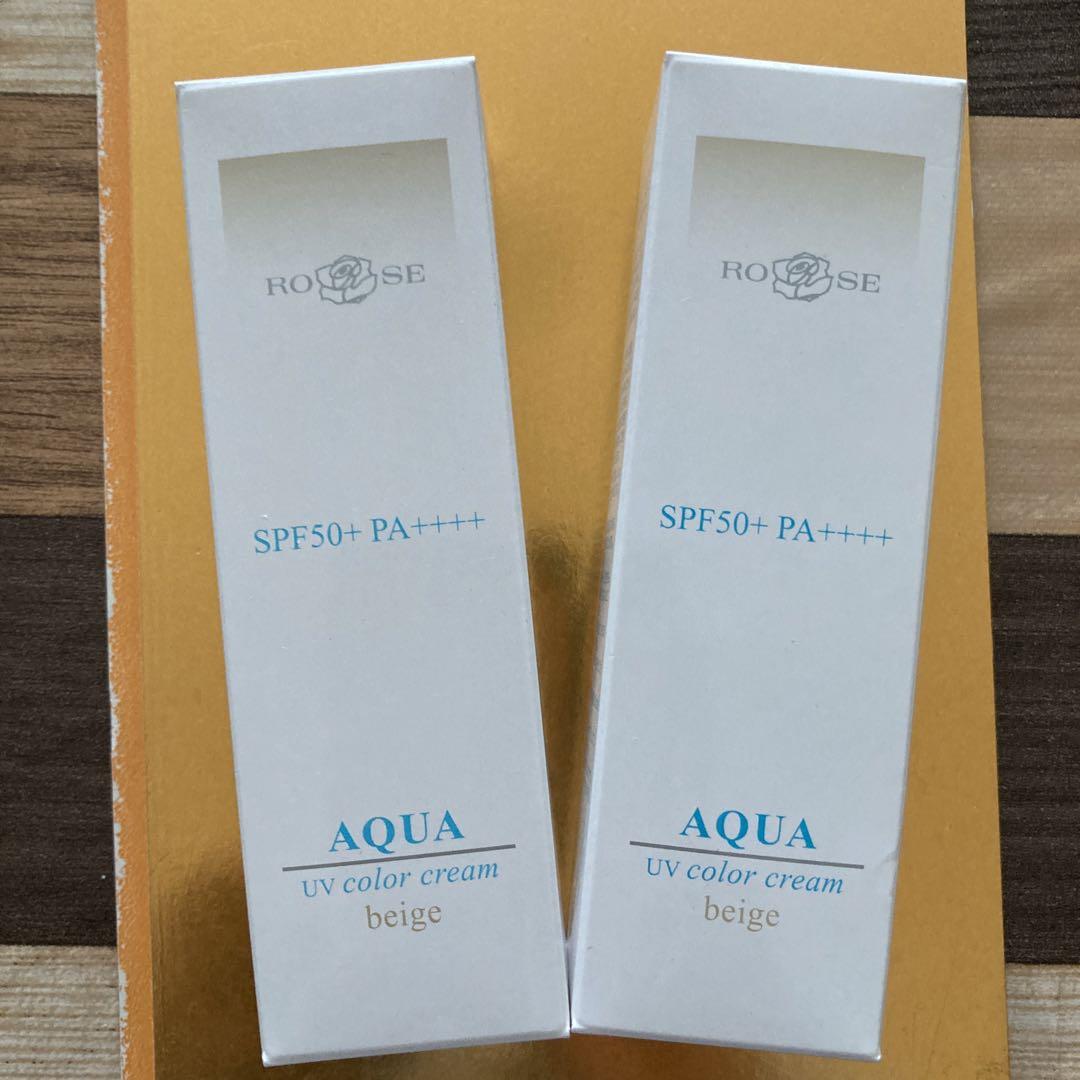 ROSE
SPF50+ PA++++
AQUA
UV color cream
beige
ROSE
SPF50+ PA++++
AQUA
UV color cream
beige